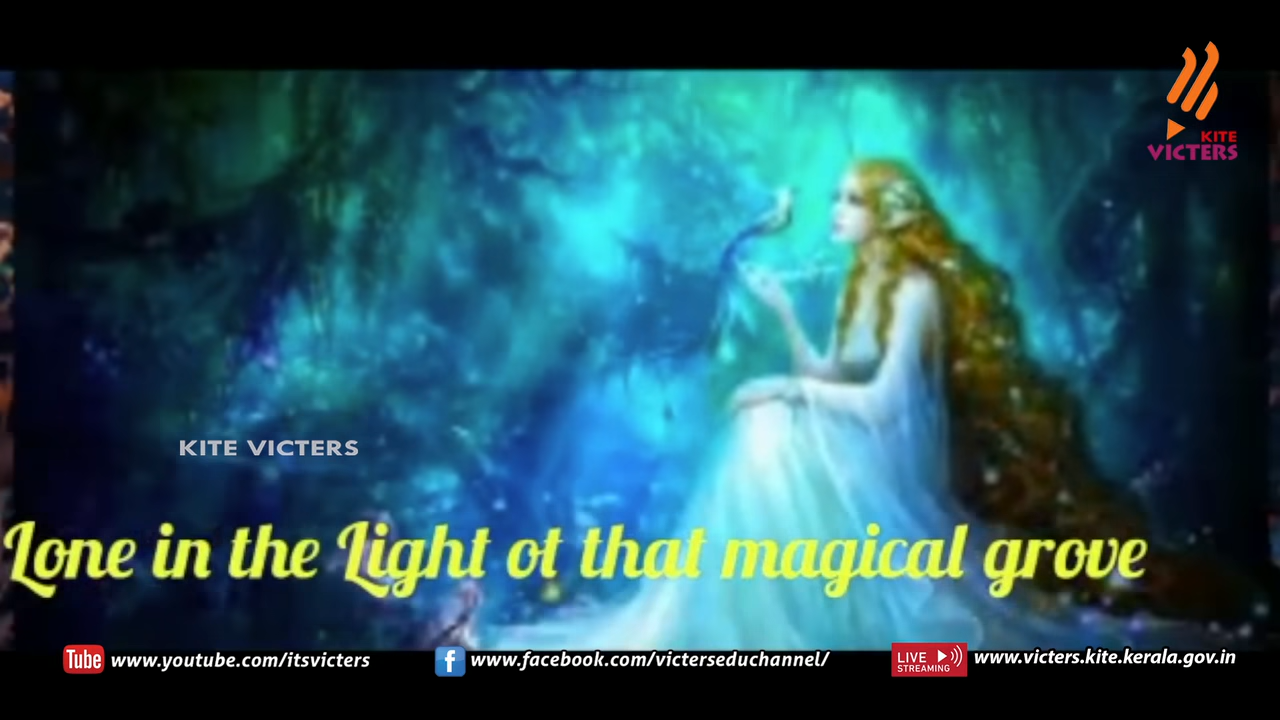 KITE
VICTERS
KITE VICTERS
Lone in the Light of that magical grove
Tube www.youtube.com/itsvicters
f www.facebook.com/victerseduchannel/
LIVE
STREAMING
www.victers.kite.kerala.gov.in